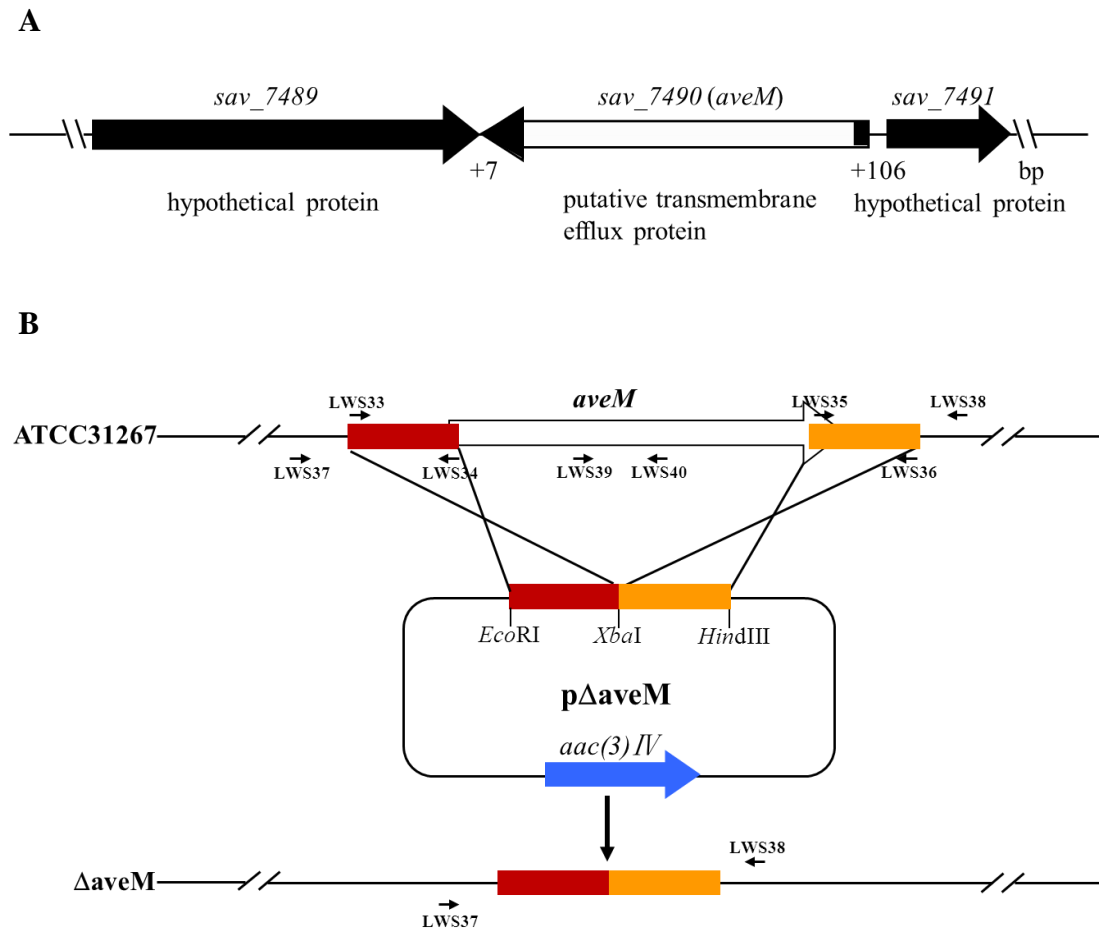 A
sav_7489
sav_7490 (aveM)
sav_7491
+7
+106
bp
hypothetical protein
putative transmembrane
efflux protein
hypothetical protein
B
LWS33
aveM
LWS35
LWS38
ATCC31267
LWS37
LWS34
LWS39
LWS40
LWS36
EcoRI
XbaI
HindIII
pΔaveM
aac(3)IV
LWS38
ΔaveM
LWS37